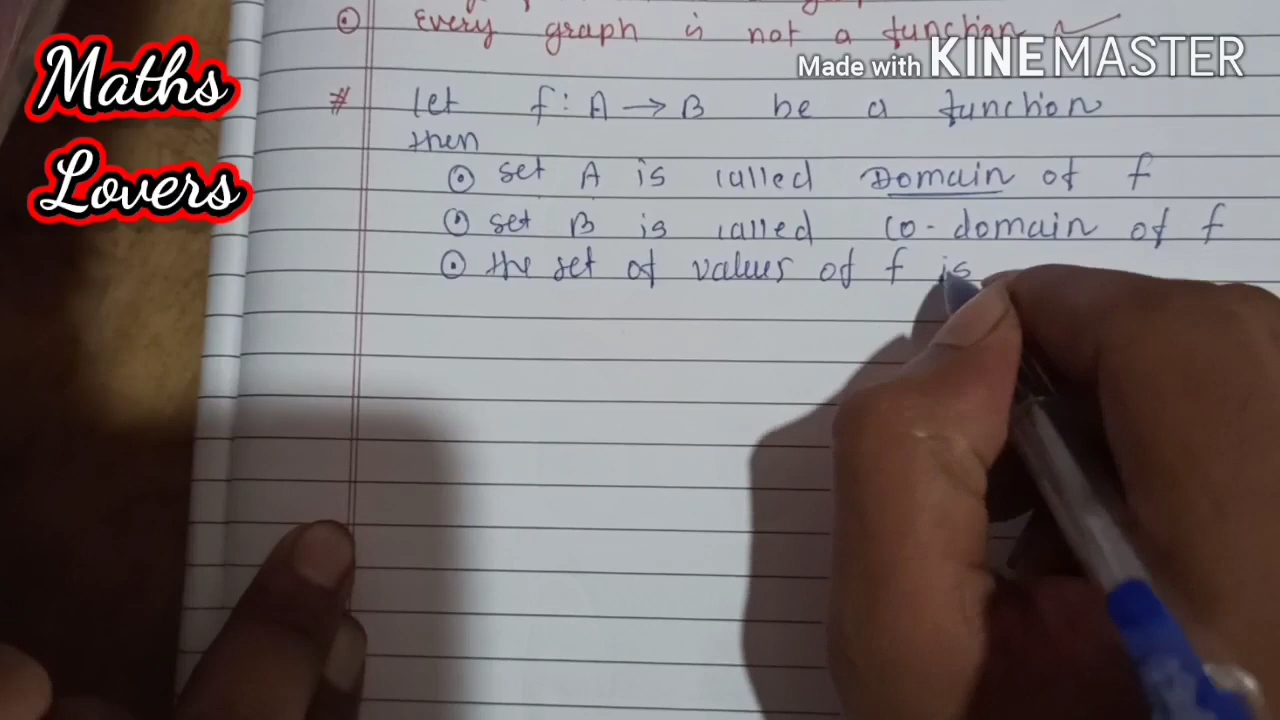 Every graph is not a function
Made with KINEMASTER
Maths
Lovers
# let f: A → B be a function
then
⊙ set A is called Domain of f
⊙ set B is called co-domain of f
⊙ the set of values of f is